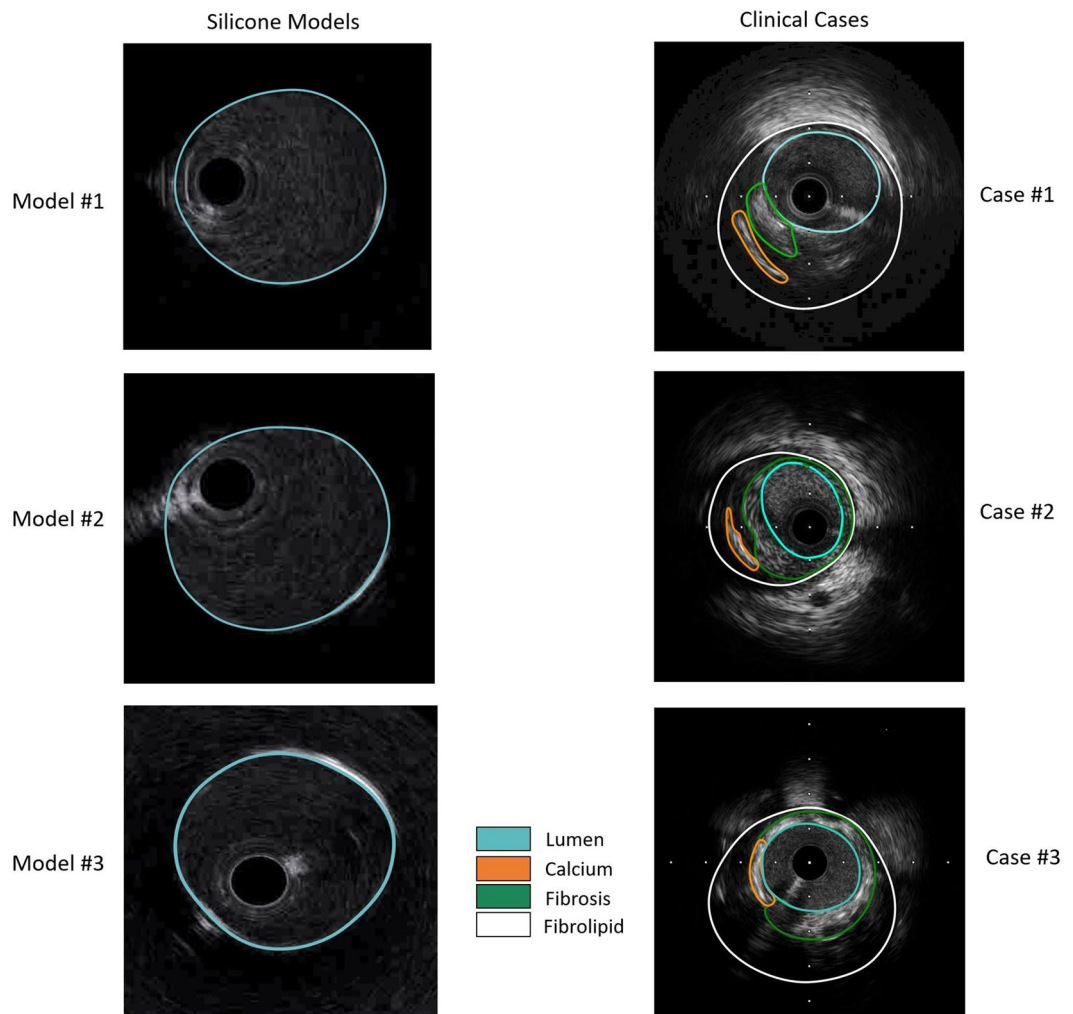 Silicone Models
Clinical Cases
Model #1
Case #1
Model #2
Case #2
Model #3
Case #3
Lumen
Calcium
Fibrosis
Fibrolipid